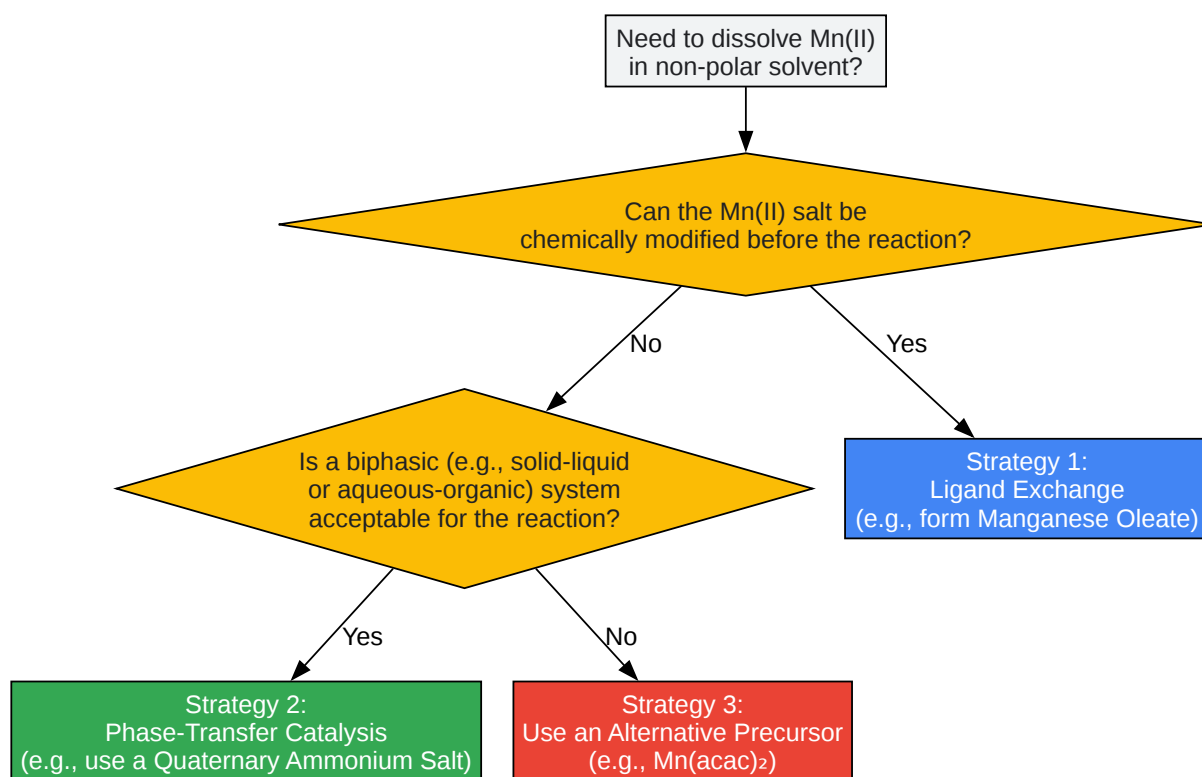 Need to dissolve Mn(II)
in non-polar solvent?
Can the Mn(II) salt be
chemically modified before the reaction?
No
Yes
Is a biphasic (e.g., solid-liquid
or aqueous-organic) system
acceptable for the reaction?
Strategy 1:
Ligand Exchange
(e.g., form Manganese Oleate)
Yes
No
Strategy 2:
Phase-Transfer Catalysis
(e.g., use a Quaternary Ammonium Salt)
Strategy 3:
Use an Alternative Precursor
(e.g., Mn(acac)₂)